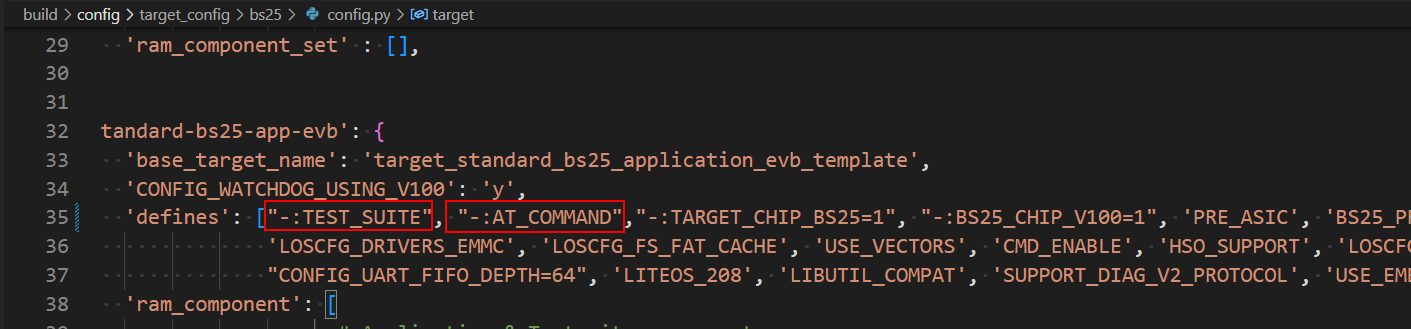 build > config > target_config > bs25 > config.py > target
29 'ram_component_set' : [],
30
31
32 tandard-bs25-app-evb': {
33 'base_target_name': 'target_standard_bs25_application_evb_template',
34 'CONFIG_WATCHDOG_USING_V100': 'y',
35 'defines': ["-:TEST_SUITE", "-:AT_COMMAND","-:TARGET_CHIP_BS25=1", "-:BS25_CHIP_V100=1", 'PRE_ASIC', 'BS25_P
36 'LOSCFG_DRIVERS_EMMC', 'LOSCFG_FS_FAT_CACHE', 'USE_VECTORS', 'CMD_ENABLE', 'HSO_SUPPORT', 'LOSCFG
37 "CONFIG_UART_FIFO_DEPTH=64", 'LITEOS_208', 'LIBUTIL_COMPAT', 'SUPPORT_DIAG_V2_PROTOCOL', 'USE_EMB
38 'ram_component': [